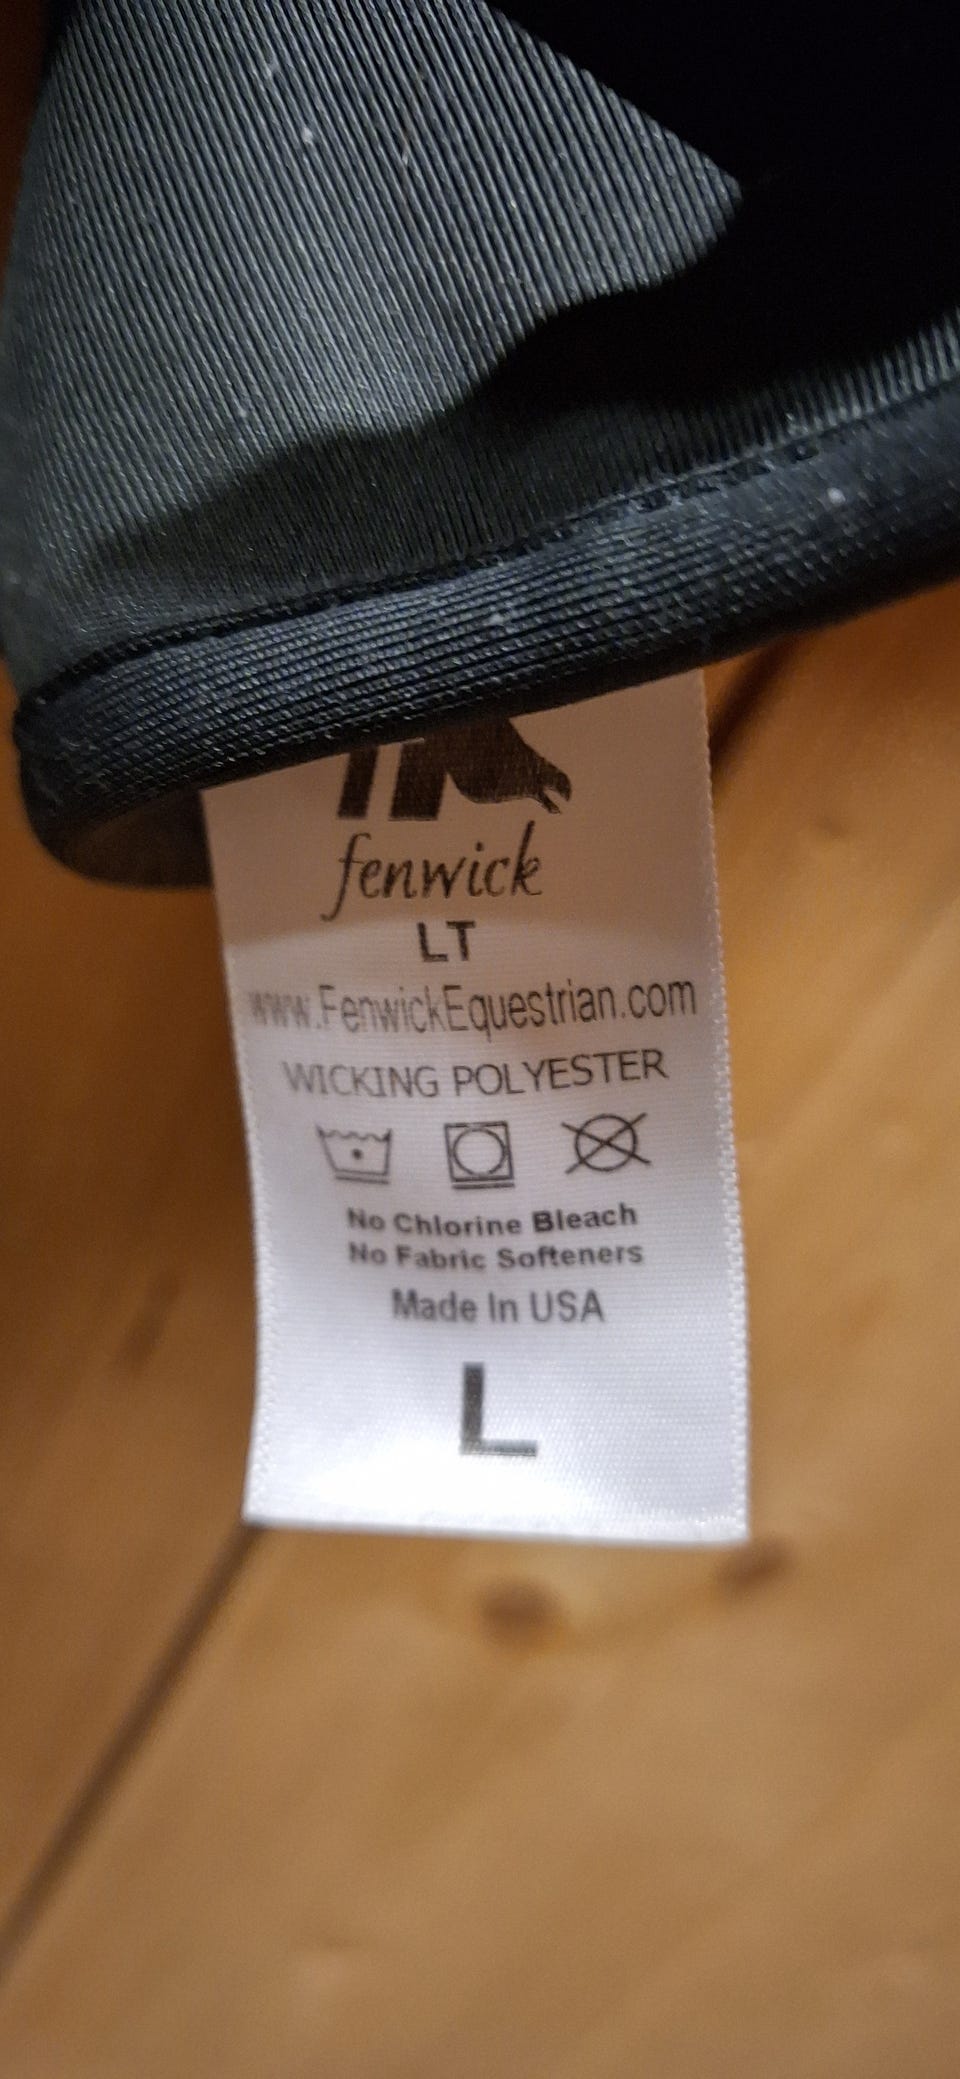 fenwick
LT
www.FenwickEquestrian.com
WICKING POLYESTER
No Chlorine Bleach
No Fabric Softeners
Made In USA
L